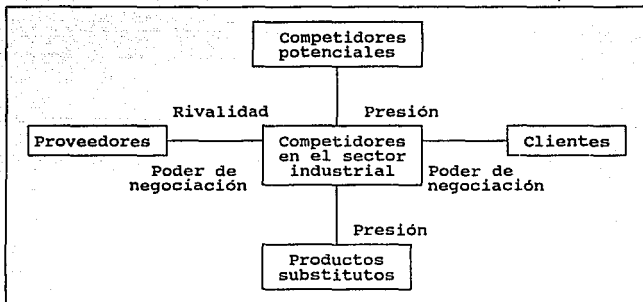 Competidores
potenciales
Rivalidad
Presión
Proveedores
Competidores
en el sector
industrial
Clientes
Poder de
negociación
Poder de
negociación
Presión
Productos
substitutos